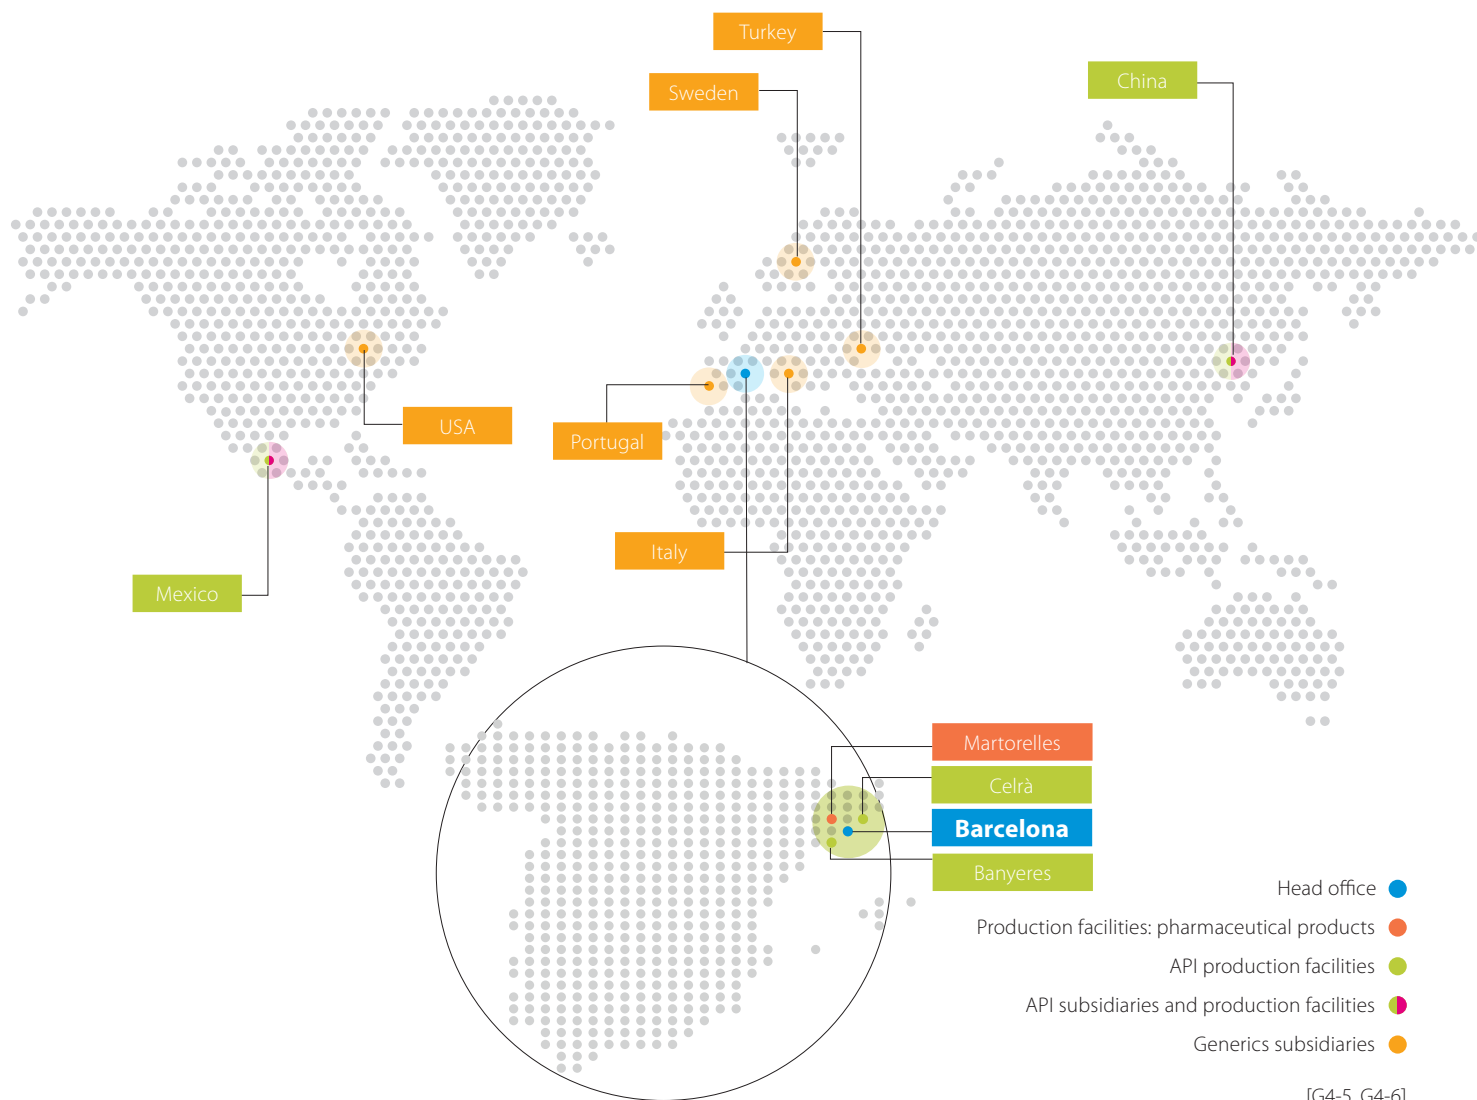 Turkey
Sweden
China
USA
Portugal
Italy
Mexico
Martorelles
Celrà
Barcelona
Banyeres
Head office
Production facilities: pharmaceutical products
API production facilities
API subsidiaries and production facilities
Generics subsidiaries
[G4-5, G4-6]